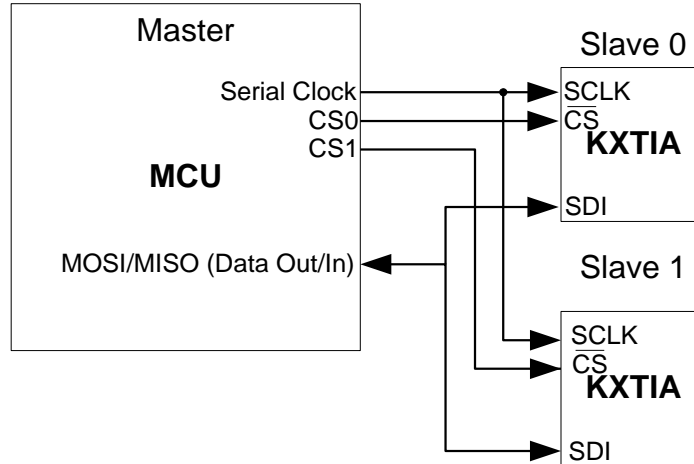 Master
Serial Clock
CS0
CS1
MCU
MOSI/MISO (Data Out/In)
Slave 0
SCLK
CS
KXTIA
SDI
Slave 1
SCLK
CS
KXTIA
SDI